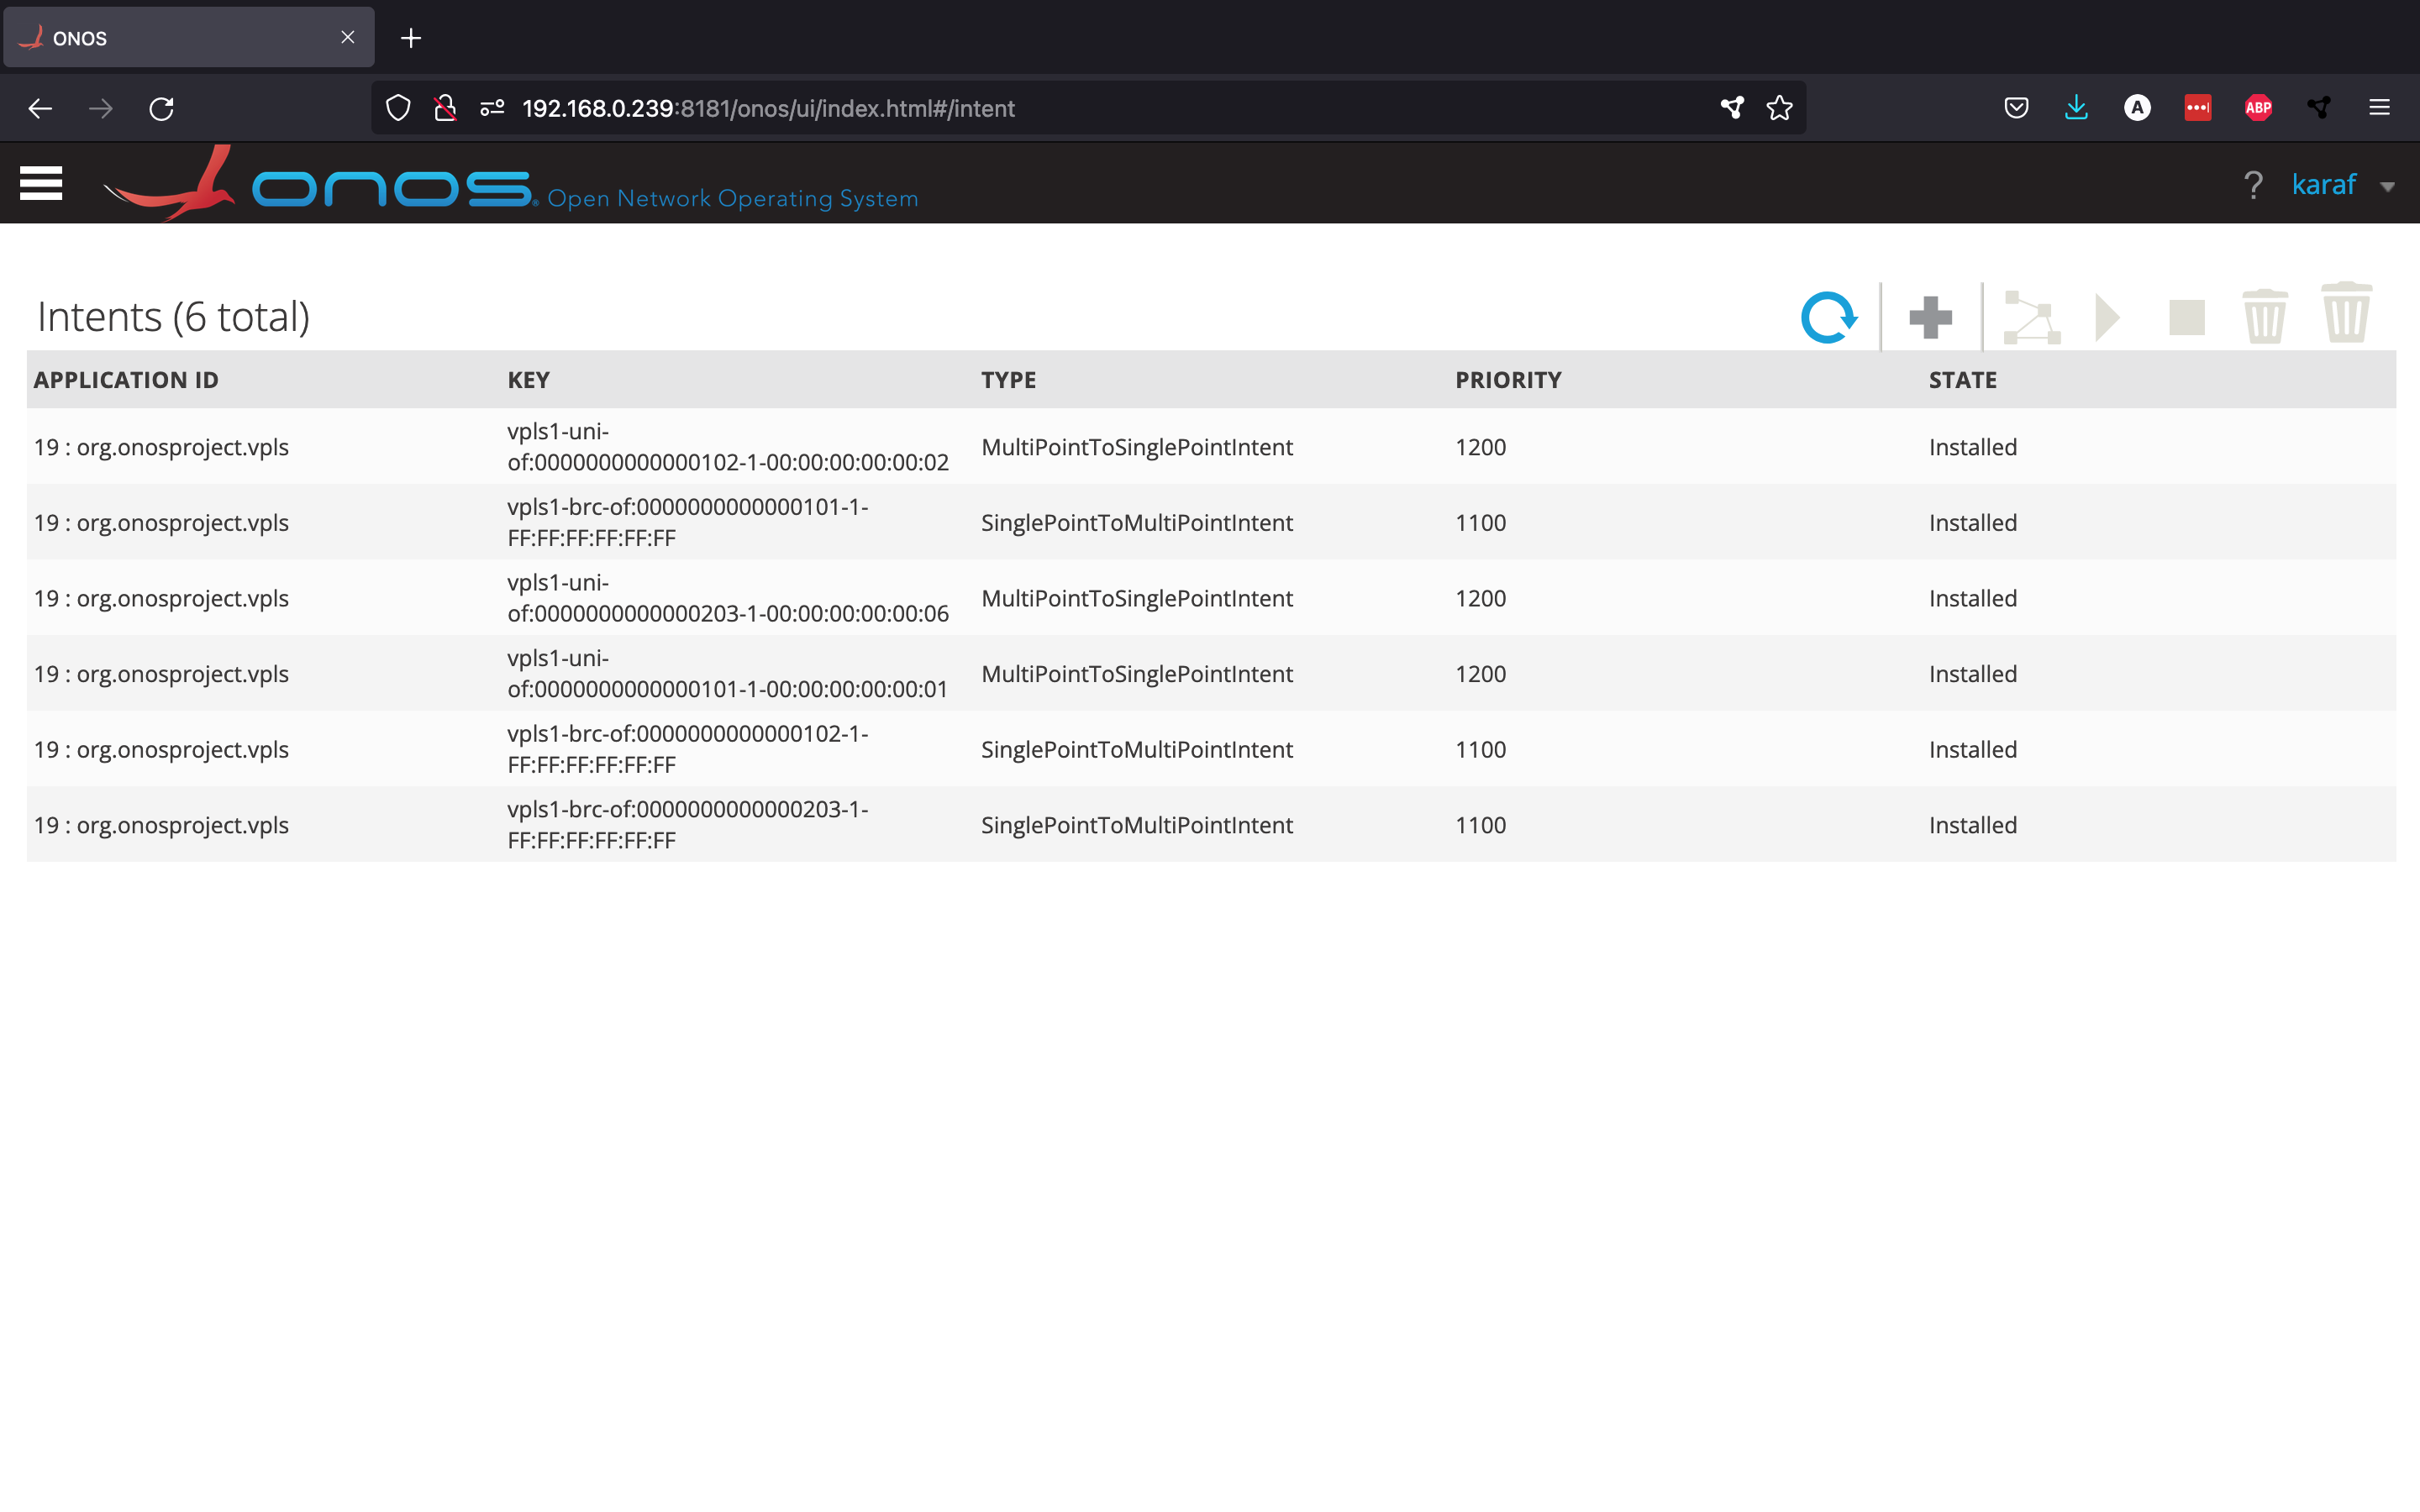 ONOS
192.168.0.239:8181/onos/ui/index.html#/intent
A
ABP
onos® Open Network Operating System
? karaf
Intents (6 total)
APPLICATION ID KEY TYPE PRIORITY STATE
19 : org.onosproject.vpls vpls1-uni- MultiPointToSinglePointIntent 1200 Installed
of:0000000000000102-1-00:00:00:00:00:02
19 : org.onosproject.vpls vpls1-brc-of:0000000000000101-1- SinglePointToMultiPointIntent 1100 Installed
FF:FF:FF:FF:FF:FF
19 : org.onosproject.vpls vpls1-uni- MultiPointToSinglePointIntent 1200 Installed
of:0000000000000203-1-00:00:00:00:00:06
19 : org.onosproject.vpls vpls1-uni- MultiPointToSinglePointIntent 1200 Installed
of:0000000000000101-1-00:00:00:00:00:01
19 : org.onosproject.vpls vpls1-brc-of:0000000000000102-1- SinglePointToMultiPointIntent 1100 Installed
FF:FF:FF:FF:FF:FF
19 : org.onosproject.vpls vpls1-brc-of:0000000000000203-1- SinglePointToMultiPointIntent 1100 Installed
FF:FF:FF:FF:FF:FF